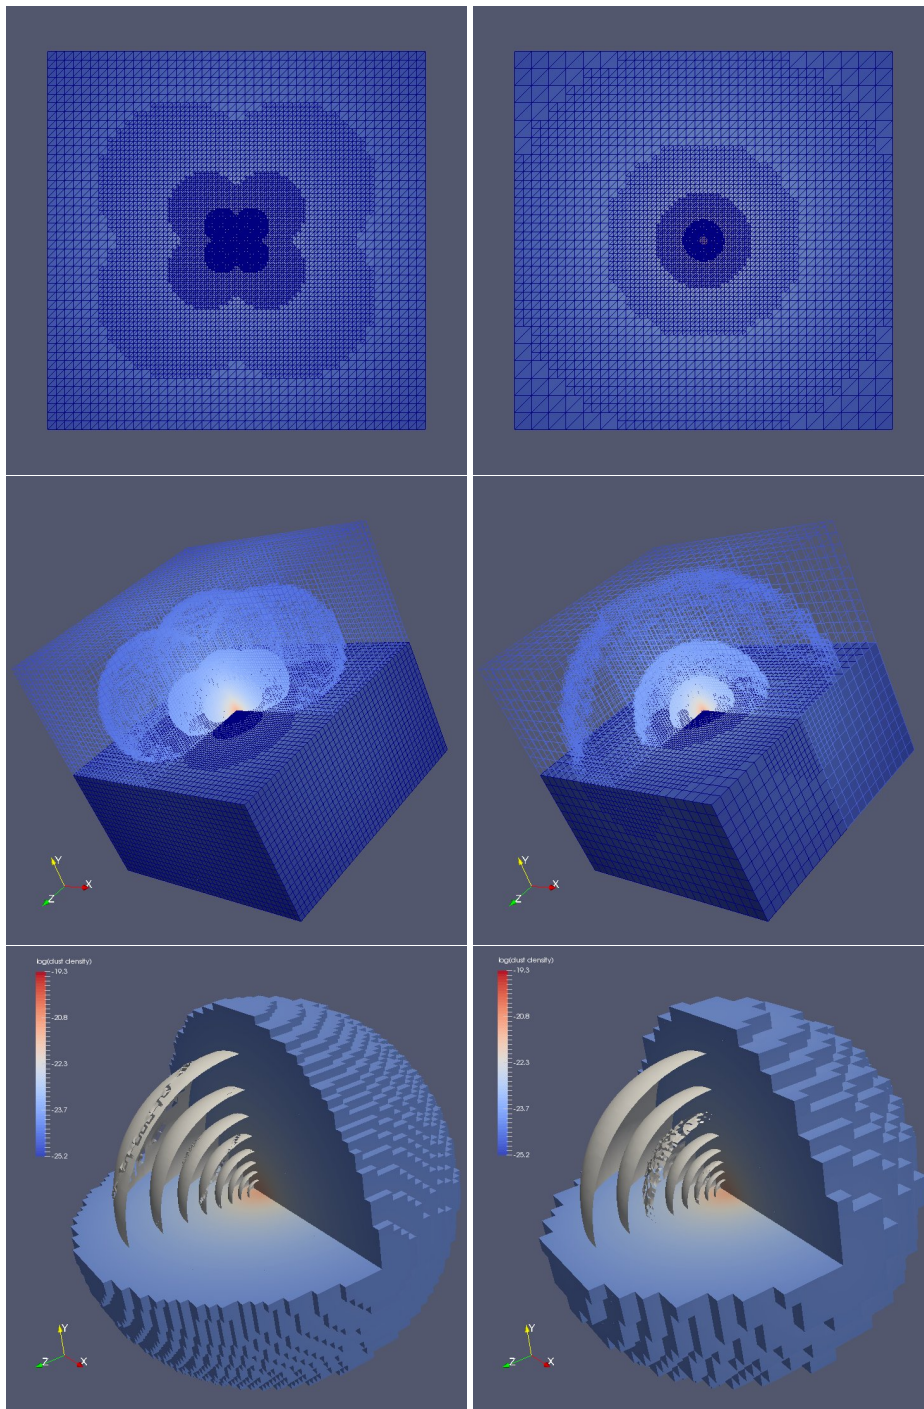 Y
X
Z
Y
X
Z
log(dust density)
-19.3
-20.8
-22.3
-23.7
-25.2
Y
Z
X
log(dust density)
-19.3
-20.8
-22.3
-23.7
-25.2
Y
Z
X